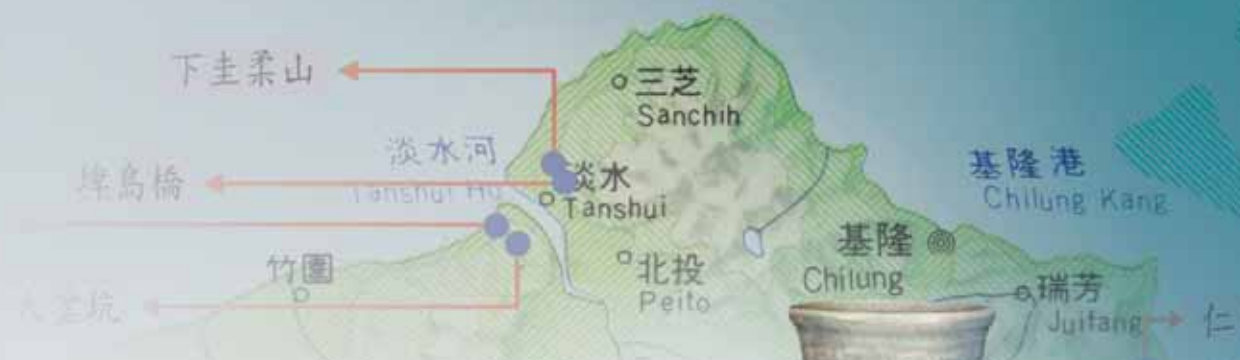 下圭柔山
三芝
Sanchih
淡水河
Tanshui Ho
埤島橋
淡水
Tanshui
基隆港
Chilung Kang
基隆
Chilung
竹圍
北投
Peito
瑞芳
Juifang
坑
仁